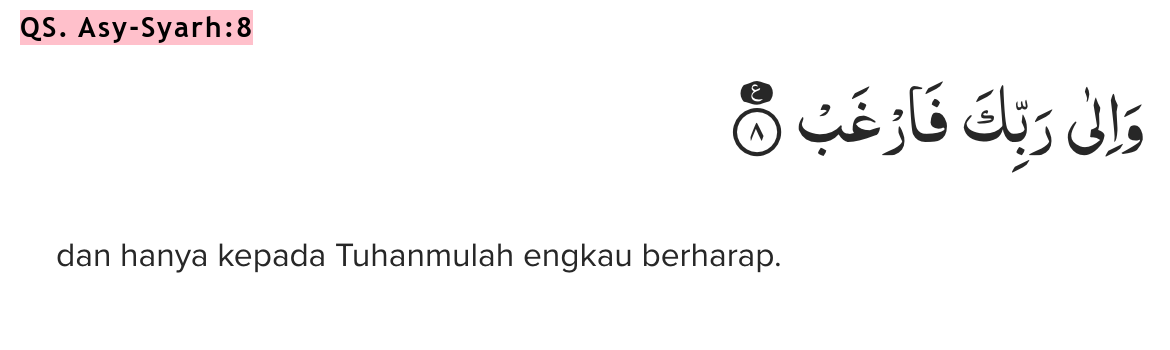 QS. Asy-Syarh:8
وَاِلٰى رَبِّكَ فَارْغَبْ ࣖ ٨
dan hanya kepada Tuhanmulah engkau berharap.